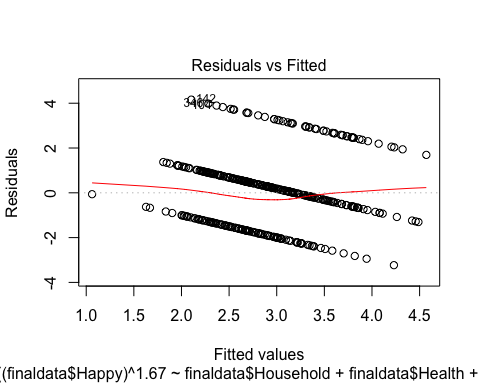 Residuals vs Fitted
Residuals
4
2
0
-2
-4
142
1.0 1.5 2.0 2.5 3.0 3.5 4.0 4.5
Fitted values
((finaldata$Happy)^1.67 ~ finaldata$Household + finaldata$Health +